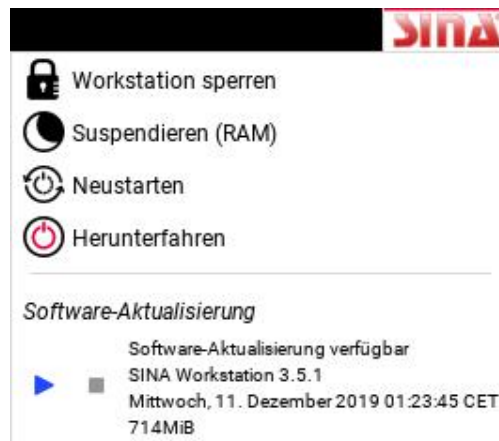 SINA
Workstation sperren
Suspendieren (RAM)
Neustarten
Herunterfahren
Software-Aktualisierung
Software-Aktualisierung verfügbar
SINA Workstation 3.5.1
Mittwoch, 11. Dezember 2019 01:23:45 CET
714MiB